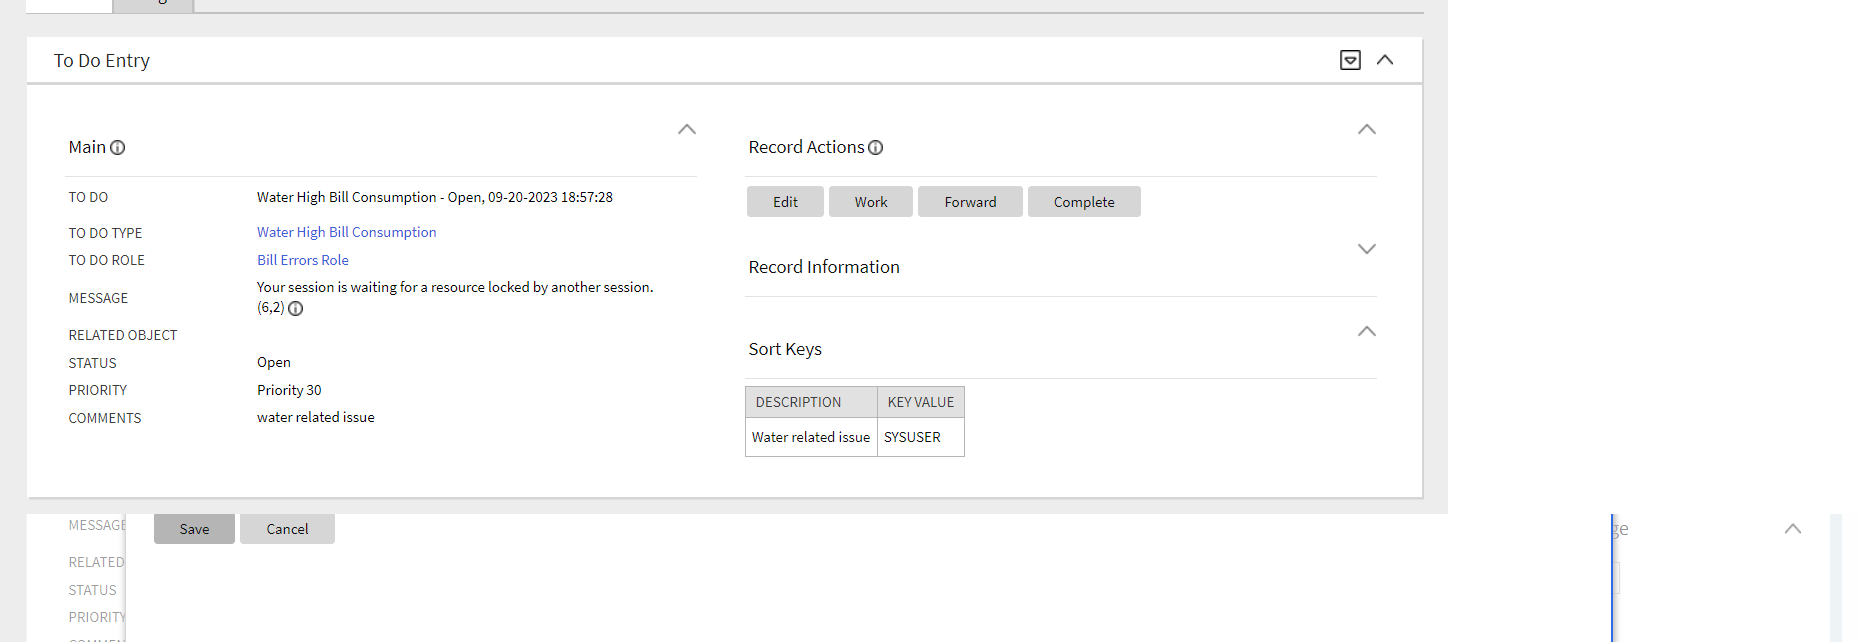 To Do Entry
Main
TO DO Water High Bill Consumption - Open, 09-20-2023 18:57:28
TO DO TYPE Water High Bill Consumption
TO DO ROLE Bill Errors Role
MESSAGE Your session is waiting for a resource locked by another session.
(6,2)
RELATED OBJECT
STATUS Open
PRIORITY Priority 30
COMMENTS water related issue
Record Actions
Edit Work Forward Complete
Record Information
Sort Keys
DESCRIPTION KEY VALUE
Water related issue SYSUSER
MESSAGE Save Cancel
RELATED
STATUS
PRIORITY